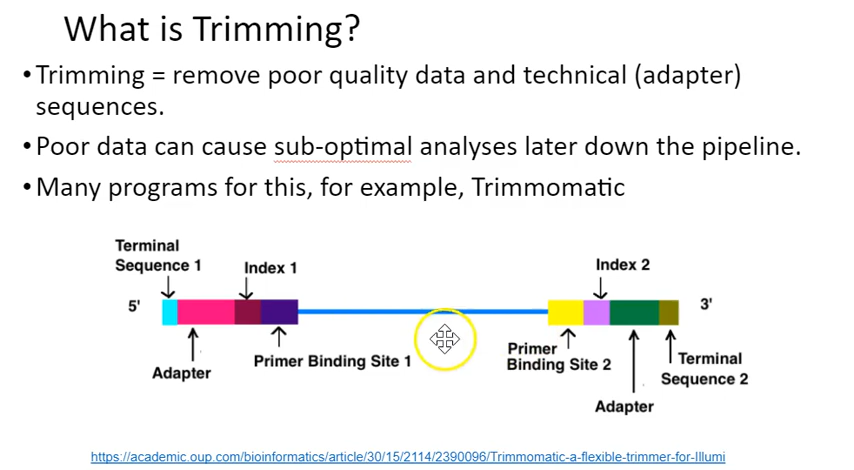 What is Trimming?
• Trimming = remove poor quality data and technical (adapter)
sequences.
• Poor data can cause sub-optimal analyses later down the pipeline.
• Many programs for this, for example, Trimmomatic
Terminal
Sequence 1
Index 1
Index 2
5'
3'
Adapter
Primer Binding Site 1
Primer
Binding Site 2
Terminal
Sequence 2
Adapter
https://academic.oup.com/bioinformatics/article/30/15/2114/2390096/Trimmomatic-a-flexible-trimmer-for-Illumi